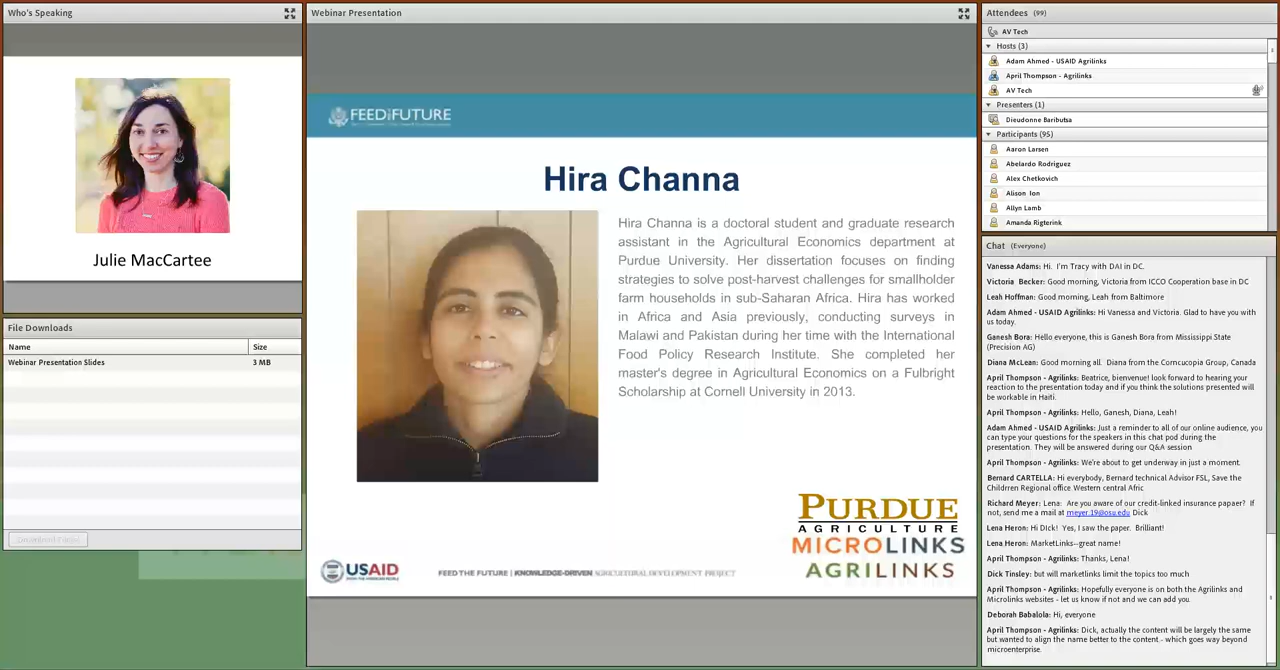 Who's Speaking
Julie MacCartee
File Downloads
Name
Size
Webinar Presentation Slides
3 MB
Webinar Presentation
FEED FUTURE
Hira Channa
Hira Channa is a doctoral student and graduate research
assistant in the Agricultural Economics department at
Purdue University. Her dissertation focuses on finding
strategies to solve post-harvest challenges for smallholder
farm households in sub-Saharan Africa. Hira has worked
in Africa and Asia previously, conducting surveys in
Malawi and Pakistan during her time with the International
Food Policy Research Institute. She completed her
master's degree in Agricultural Economics on a Fulbright
Scholarship at Cornell University in 2013.
PURDUE
AGRICULTURE
MICROLINKS
AGRILINKS
USAID
FROM THE AMERICAN PEOPLE
FEED THE FUTURE | KNOWLEDGE-DRIVEN AGRICULTURAL DEVELOPMENT PROJECT
Attendees (99)
AV Tech
Hosts (3)
Adam Ahmed - USAID Agrilinks
April Thompson - Agrilinks
AV Tech
Presenters (1)
Dieudonne Baributsa
Participants (95)
Aaron Larsen
Abelardo Rodriguez
Alex Chetkovich
Alison Ion
Allyn Lamb
Amanda Rigterink
Chat (Everyone)
Vanessa Adams: Hi. I'm Tracy with DAI in DC.
Victoria Becker: Good morning, Victoria from ICCO Cooperation base in DC
Leah Hoffman: Good morning, Leah from Baltimore
Adam Ahmed - USAID Agrilinks: Hi Vanessa and Victoria. Glad to have you with
us today.
Ganesh Bora: Hello everyone, this is Ganesh Bora from Mississippi State
(Precision AG)
Diana McLean: Good morning all. Diana from the Cornucopia Group, Canada
April Thompson - Agrilinks: Beatrice, bienvenue! look forward to hearing your
reaction to the presentation today and if you think the solutions presented will
be workable in Haiti.
April Thompson - Agrilinks: Hello, Ganesh, Diana, Leah!
Adam Ahmed - USAID Agrilinks: Just a reminder to all of our online audience, you
can type your questions for the speakers in this chat pod during the
presentation. They will be answered during our Q&A session
April Thompson - Agrilinks: We're about to get underway in just a moment.
Bernard CARTELLA: Hi everybody, Bernard technical Advisor FSL, Save the
Children Regional office Western central Afric
Richard Meyer: Lena: Are you aware of our credit-linked insurance papaer? If
not, send me a mail at meyer.19@osu.edu Dick
Lena Heron: Hi DIck! Yes, I saw the paper. Brilliant!
Lena Heron: MarketLinks--great name!
April Thompson - Agrilinks: Thanks, Lena!
Dick Tinsley: but will marketlinks limit the topics too much
April Thompson - Agrilinks: Hopefully everyone is on both the Agrilinks and
Microlinks websites - let us know if not and we can add you.
Deborah Babalola: Hi, everyone
April Thompson - Agrilinks: Dick, actually the content will be largely the same
but wanted to align the name better to the content - which goes way beyond
microenterprise.